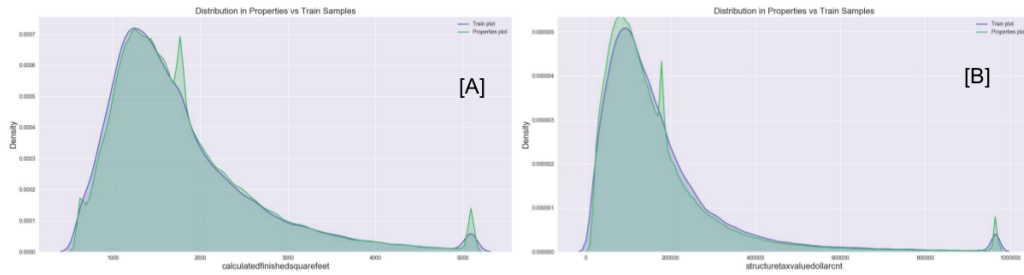 Distribution in Properties vs Train Samples
Train plot
Properties plot
[A]
0.0007
0.0006
0.0005
0.0004
0.0003
0.0002
0.0001
0.0000
Density
1000 2000 3000 4000 5000
calculatedfinishedsquarefeet
Distribution in Properties vs Train Samples
Train plot
Properties plot
[B]
0.000005
0.000004
0.000003
0.000002
0.000001
0.000000
Density
0 200000 400000 600000 800000 1000000
structuretaxvaluedollarcnt